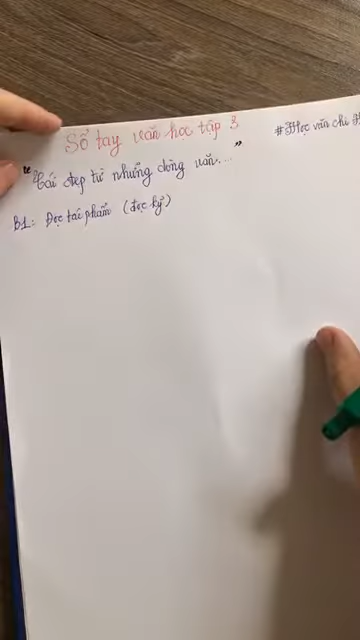 Sổ tay văn học tập 3
#Học văn chị H
"Cái đẹp từ những dòng văn...."
B1: Đọc tác phẩm (đọc kỹ)